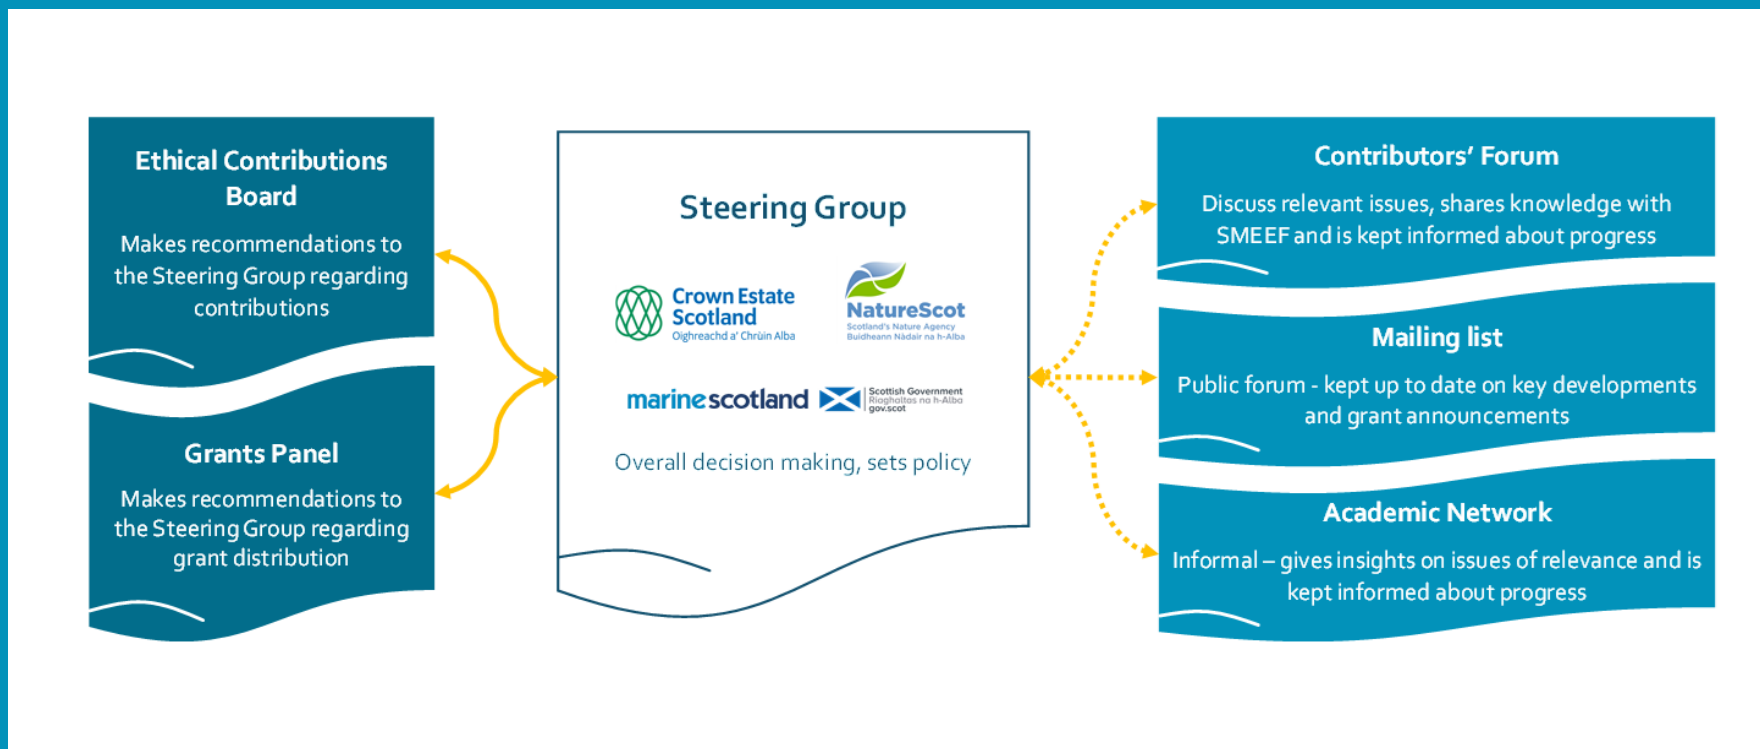 Ethical Contributions
Board
Makes recommendations to
the Steering Group regarding
contributions
Grants Panel
Makes recommendations to
the Steering Group regarding
grant distribution
Steering Group
Crown Estate
Scotland
Oighreachd a' Chrùin Alba
NatureScot
Scotland's Nature Agency
Buidheann Nàdair na h-Alba
marinescotland
Scottish Government
Riaghaltas na h-Alba
gov.scot
Overall decision making, sets policy
Contributors’ Forum
Discuss relevant issues, shares knowledge with
SMEEF and is kept informed about progress
Mailing list
Public forum - kept up to date on key developments
and grant announcements
Academic Network
Informal – gives insights on issues of relevance and is
kept informed about progress